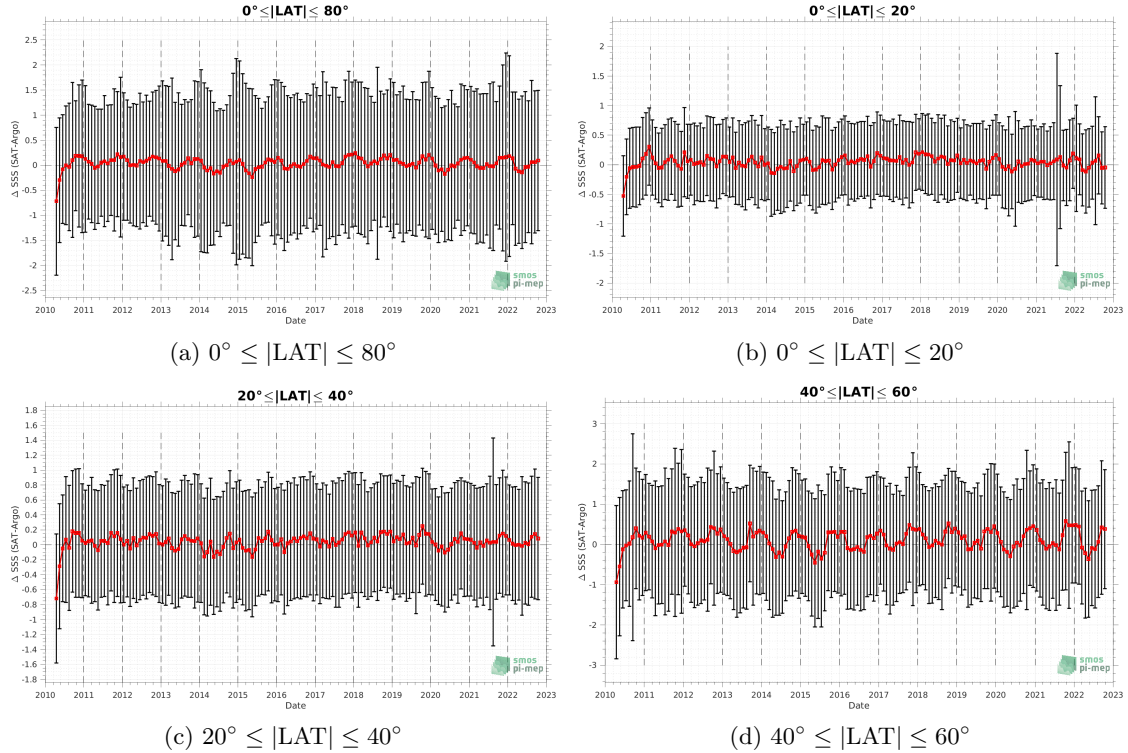 0°≤|LAT|≤ 80°
2.5
2
1.5
1
0.5
0
-0.5
-1
-1.5
-2
-2.5
Δ SSS (SAT-Argo)
2010 2011 2012 2013 2014 2015 2016 2017 2018 2019 2020 2021 2022 2023
Date
smos
pi-mep
(a) 0° ≤ |LAT| ≤ 80°
0°≤|LAT|≤ 20°
2
1.5
1
0.5
0
-0.5
-1
-1.5
-2
Δ SSS (SAT-Argo)
2010 2011 2012 2013 2014 2015 2016 2017 2018 2019 2020 2021 2022 2023
Date
smos
pi-mep
(b) 0° ≤ |LAT| ≤ 20°
20°≤|LAT|≤ 40°
1.8
1.6
1.4
1.2
1
0.8
0.6
0.4
0.2
0
-0.2
-0.4
-0.6
-0.8
-1
-1.2
-1.4
-1.6
-1.8
Δ SSS (SAT-Argo)
2010 2011 2012 2013 2014 2015 2016 2017 2018 2019 2020 2021 2022 2023
Date
smos
pi-mep
(c) 20° ≤ |LAT| ≤ 40°
40°≤|LAT|≤ 60°
3
2
1
0
-1
-2
-3
Δ SSS (SAT-Argo)
2010 2011 2012 2013 2014 2015 2016 2017 2018 2019 2020 2021 2022 2023
Date
smos
pi-mep
(d) 40° ≤ |LAT| ≤ 60°